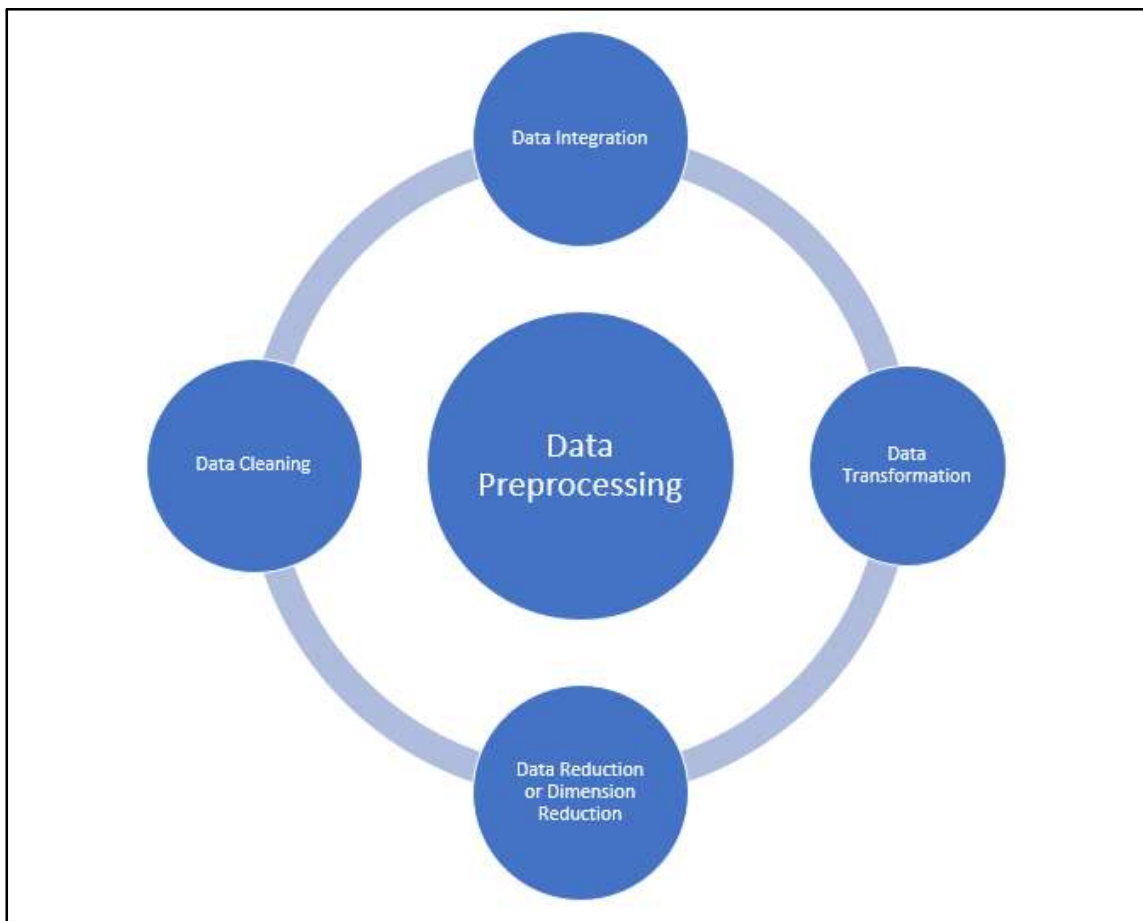 Data Integration
Data Cleaning
Data
Preprocessing
Data
Transformation
Data Reduction
or Dimension
Reduction